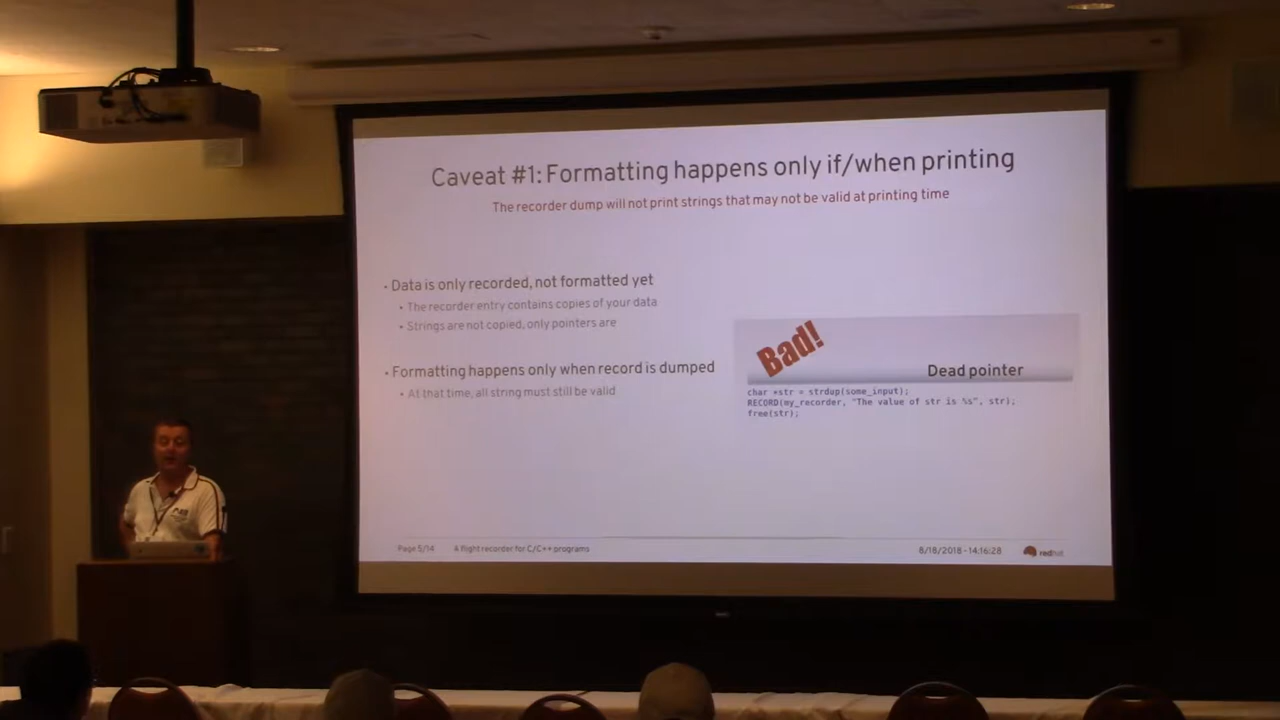 Caveat #1: Formatting happens only if/when printing
The recorder dump will not print strings that may not be valid at printing time
• Data is only recorded, not formatted yet
• The recorder entry contains copies of your data
• Strings are not copied, only pointers are
• Formatting happens only when record is dumped
• At that time, all string must still be valid
Bad!
Dead pointer
char *str = strdup(some_input);
RECORD(my_recorder, "The value of str is %s", str);
free(str);
Page 5/14
A flight recorder for C/C++ programs
8/18/2018 - 14:16:28
redhat